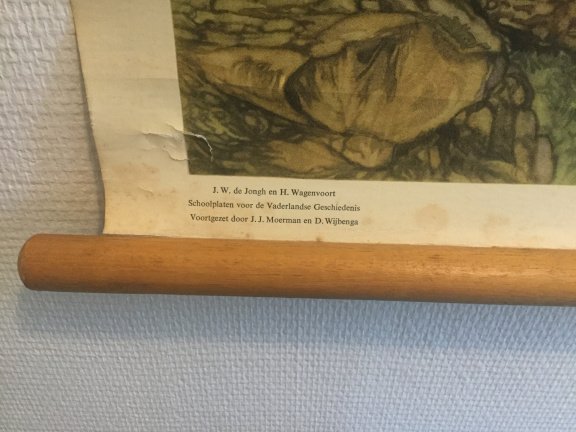 J. W. de Jongh en H. Wagenvoort
Schoolplaten voor de Vaderlandse Geschiedenis
Voortgezet door J. J. Moerman en D. Wijbenga